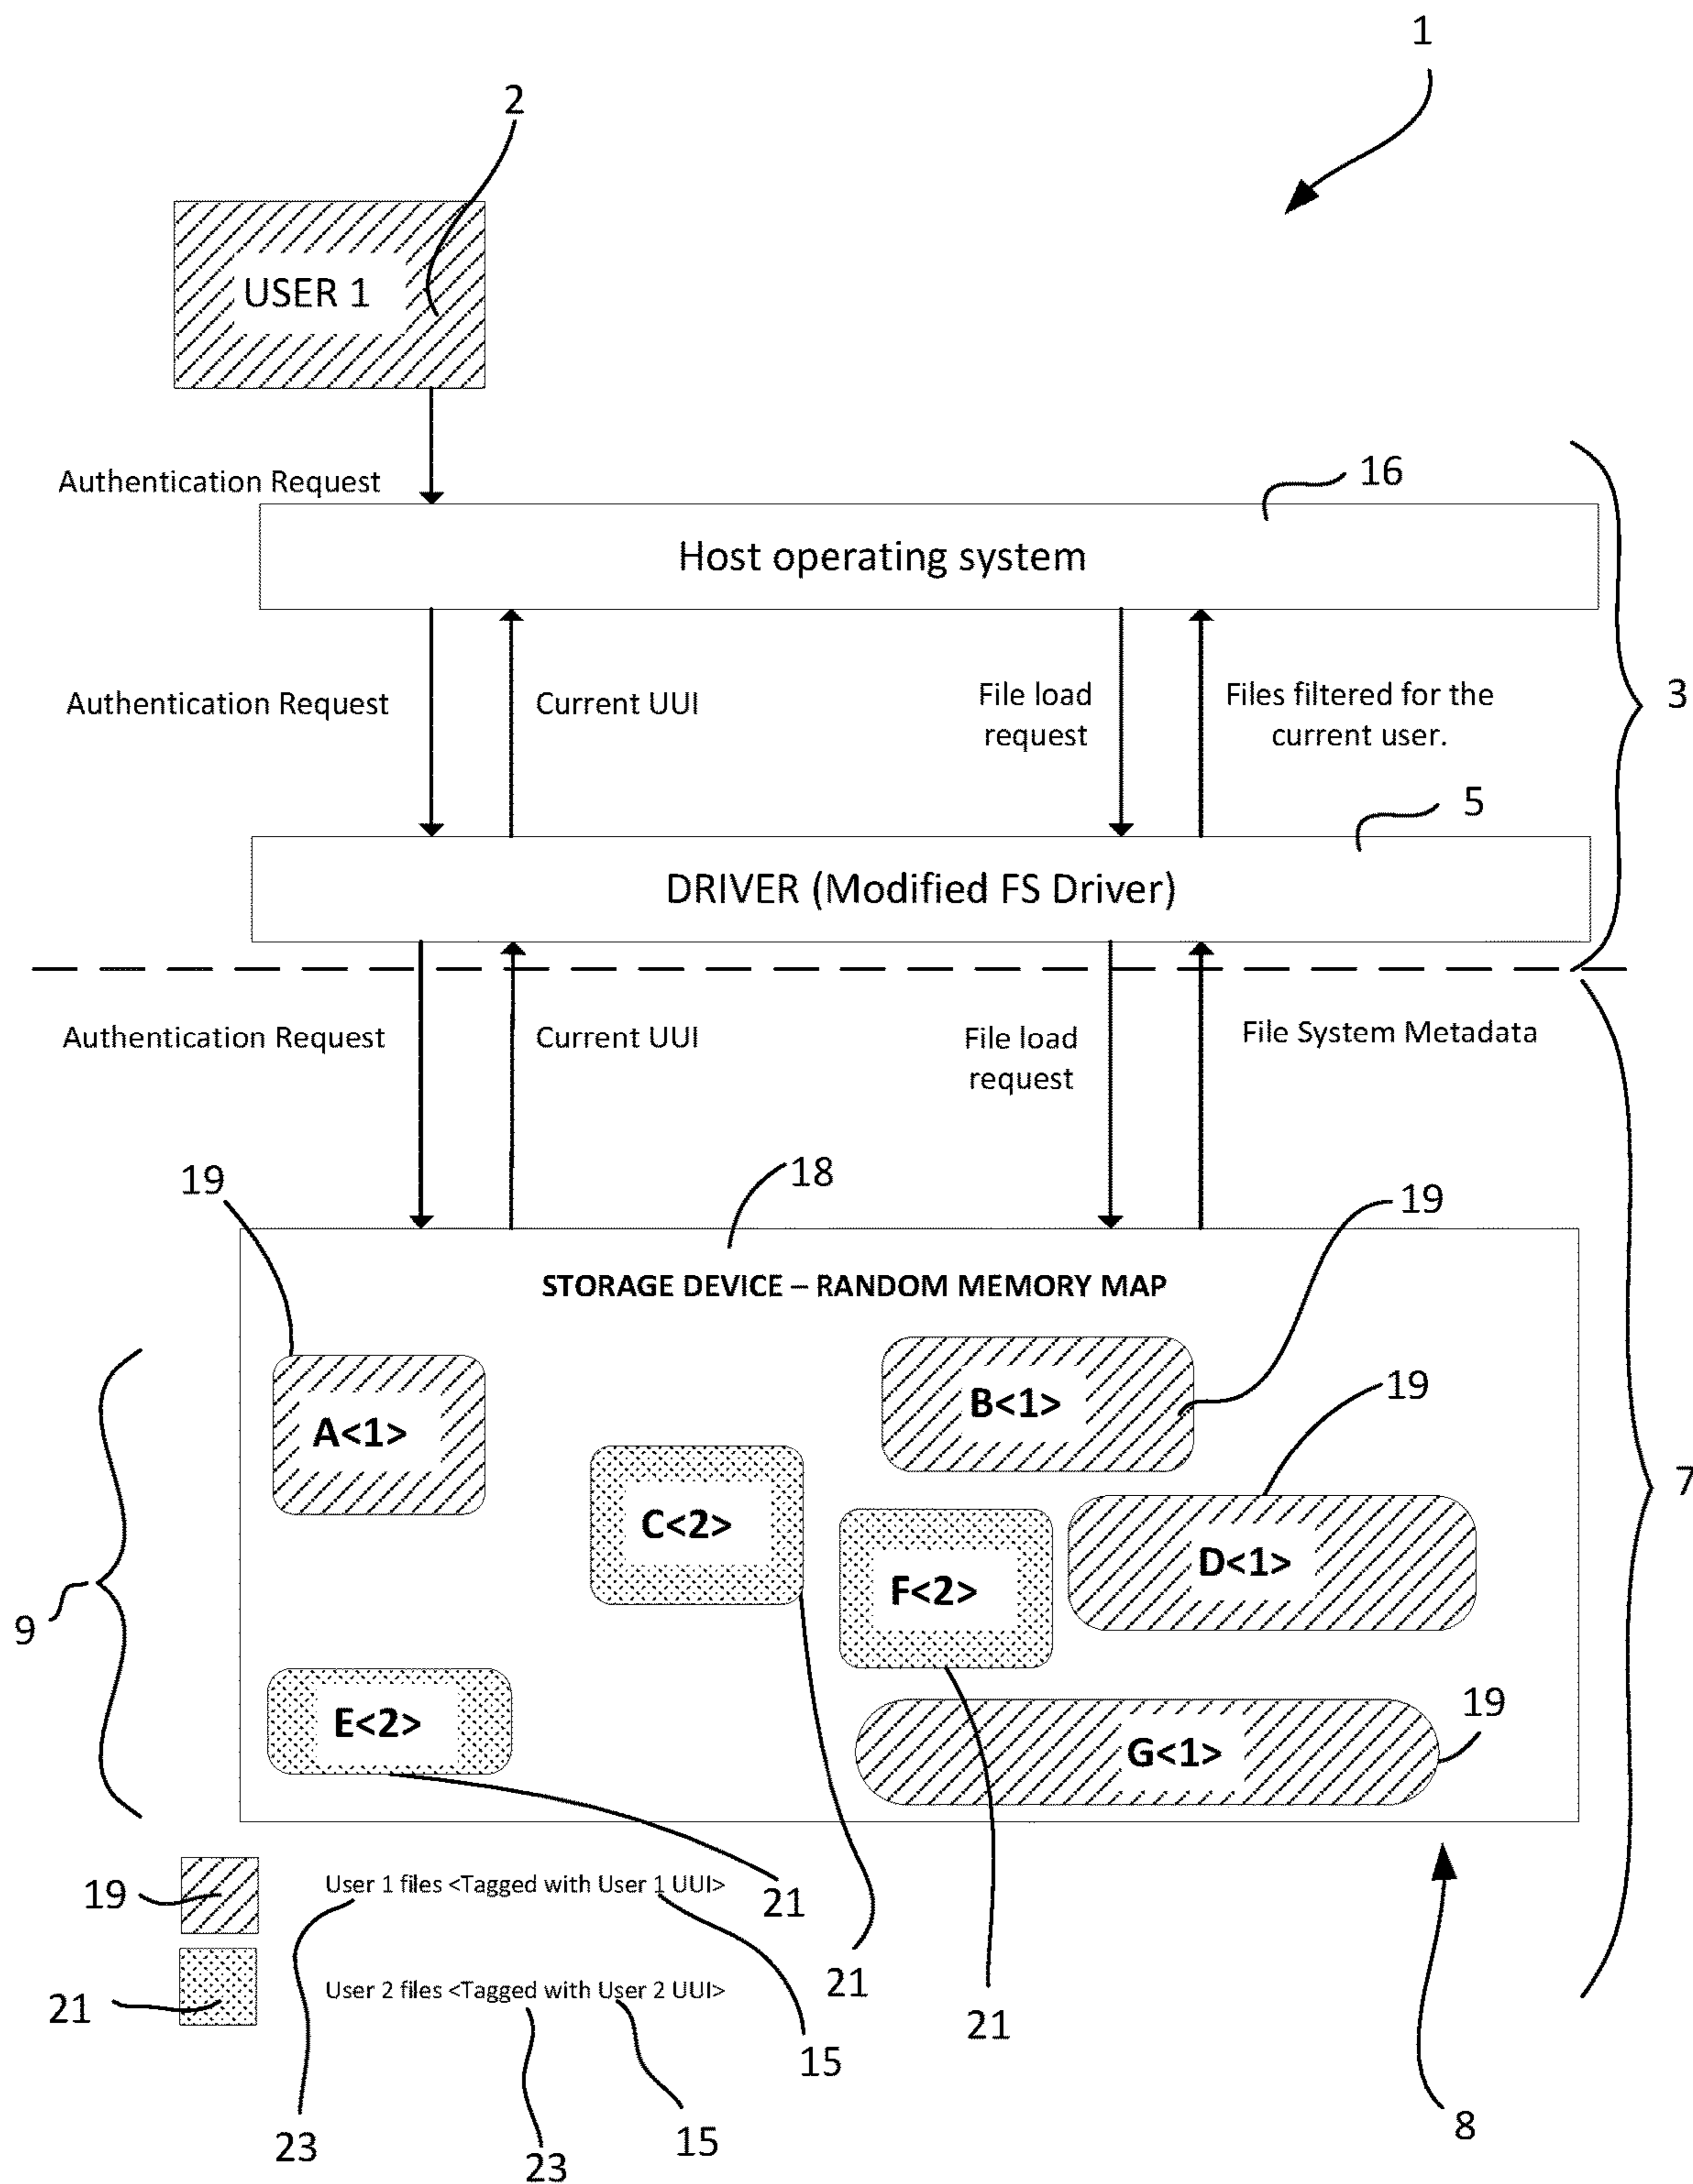 1
2
USER 1
Authentication Request
16
Host operating system
Authentication Request
Current UUI
File load
request
Files filtered for the
current user.
3
5
DRIVER (Modified FS Driver)
Authentication Request
Current UUI
File load
request
File System Metadata
19
18
19
STORAGE DEVICE – RANDOM MEMORY MAP
19
A<1>
B<1>
C<2>
F<2>
D<1>
7
9
E<2>
G<1>
19
19
User 1 files <Tagged with User 1 UUI>
21
21
21
21
User 2 files <Tagged with User 2 UUI>
15
23
23
15
8